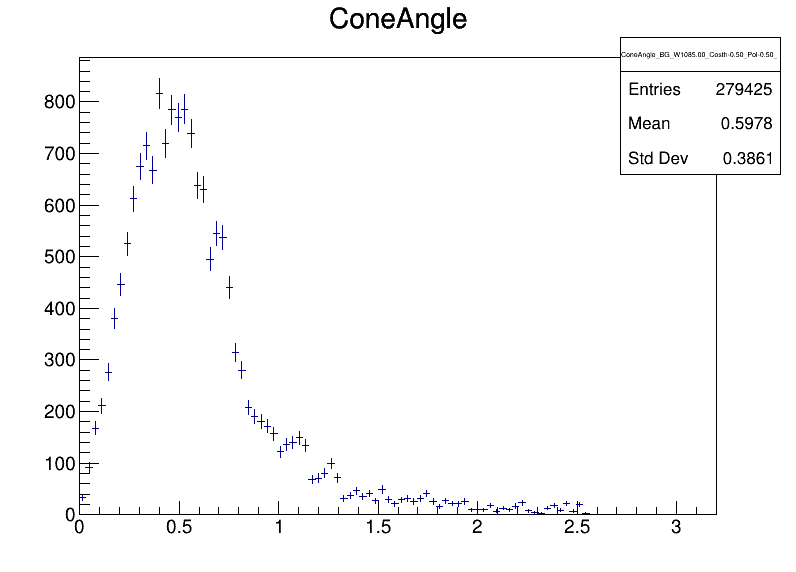 ConeAngle
ConeAngle_BG_W1085.00_Costh-0.50_Pol-0.50_
Entries 279425
Mean 0.5978
Std Dev 0.3861
800
700
600
500
400
300
200
100
0
0 0.5 1 1.5 2 2.5 3